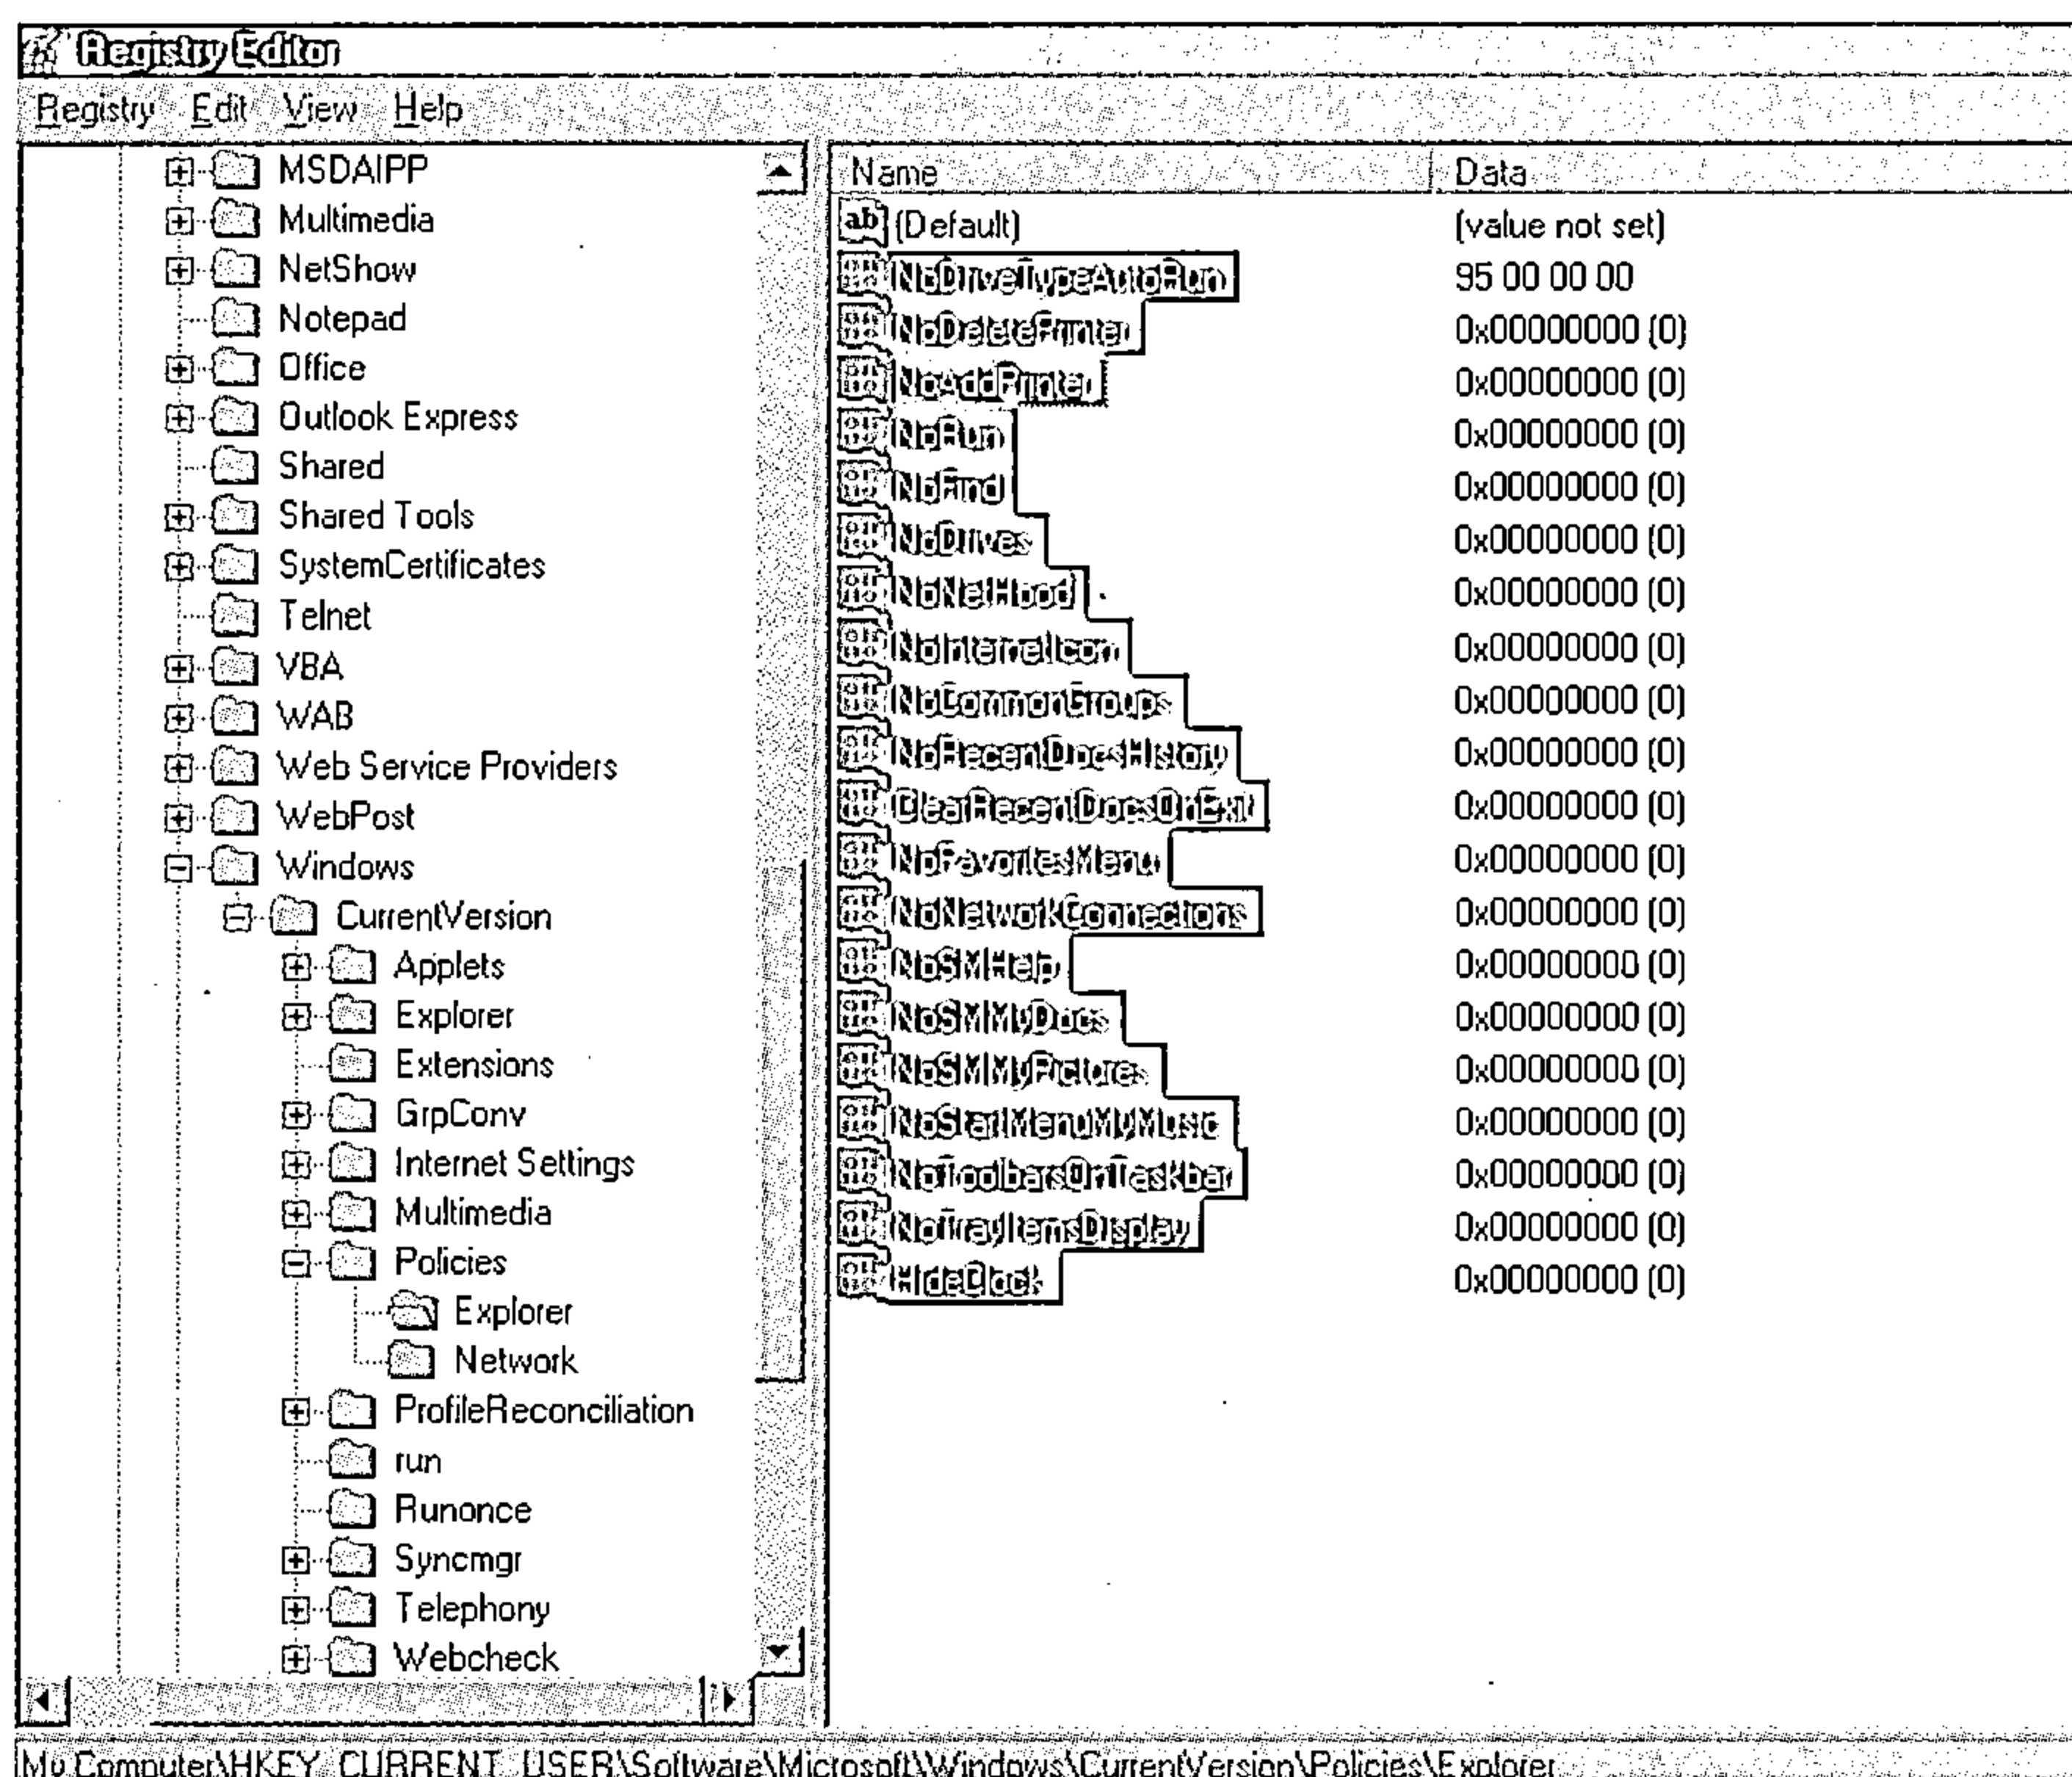 Registry Editor
Registry Edit View Help
MSDAIPP
Multimedia
NetShow
Notepad
Office
Outlook Express
Shared
Shared Tools
SystemCertificates
Telnet
VBA
WAB
Web Service Providers
WebPost
Windows
CurrentVersion
Applets
Explorer
Extensions
GrpConv
Internet Settings
Multimedia
Policies
Explorer
Network
ProfileReconciliation
run
Runonce
Syncmgr
Telephony
Webcheck
Name Data
(Default) (value not set)
NoDriveTypeAutoRun 95 00 00 00
NoDeletePrinter 0x00000000 (0)
NoAddPrinter 0x00000000 (0)
NoRun 0x00000000 (0)
NoFind 0x00000000 (0)
NoDrives 0x00000000 (0)
NoNetHood 0x00000000 (0)
NoInternetIcon 0x00000000 (0)
NoCommonGroups 0x00000000 (0)
NoRecentDocsHistory 0x00000000 (0)
ClearRecentDocsOnExit 0x00000000 (0)
NoFavoritesMenu 0x00000000 (0)
NoNetworkConnections 0x00000000 (0)
NoSMHelp 0x00000000 (0)
NoSMMyDocs 0x00000000 (0)
NoSMMyPictures 0x00000000 (0)
NoStartMenuMyMusic 0x00000000 (0)
NoToolbarsOnTaskbar 0x00000000 (0)
NoTrayItemsDisplay 0x00000000 (0)
HideClock 0x00000000 (0)
My Computer\HKEY_CURRENT_USER\Software\Microsoft\Windows\CurrentVersion\Policies\Explorer